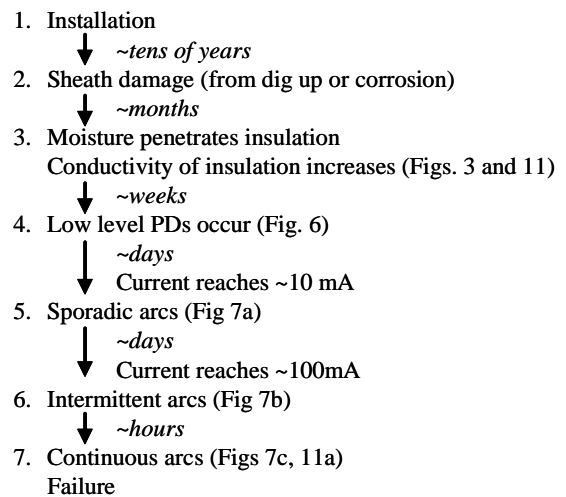 1. Installation
~tens of years
2. Sheath damage (from dig up or corrosion)
~months
3. Moisture penetrates insulation
Conductivity of insulation increases (Figs. 3 and 11)
~weeks
4. Low level PDs occur (Fig. 6)
~days
Current reaches ~10 mA
5. Sporadic arcs (Fig 7a)
~days
Current reaches ~100mA
6. Intermittent arcs (Fig 7b)
~hours
7. Continuous arcs (Figs 7c, 11a)
Failure